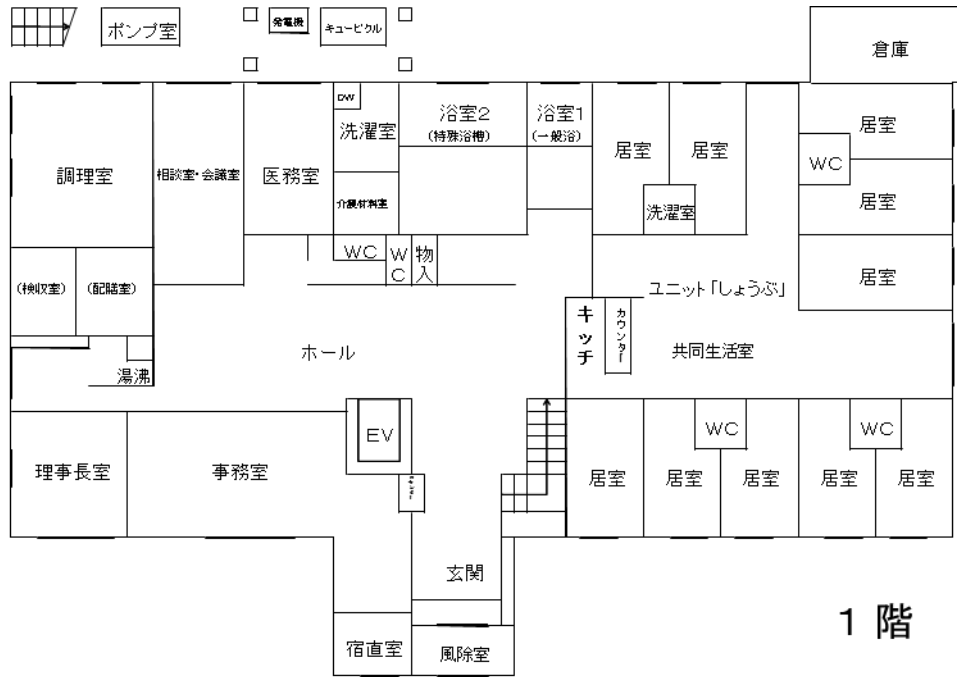 ポンプ室
発電機
キュービクル
倉庫
DW
洗濯室
浴室2
(特殊浴槽)
浴室1
(一般浴)
居室
居室
居室
WC
調理室
相談室・会議室
医務室
介護材料室
洗濯室
居室
WC
WC
物入
(検収室)
(配膳室)
居室
ユニット「しょうぶ」
キッチ
カウンター
ホール
共同生活室
湯沸
EV
WC
WC
理事長室
事務室
居室
居室
居室
居室
居室
玄関
1階
宿直室
風除室